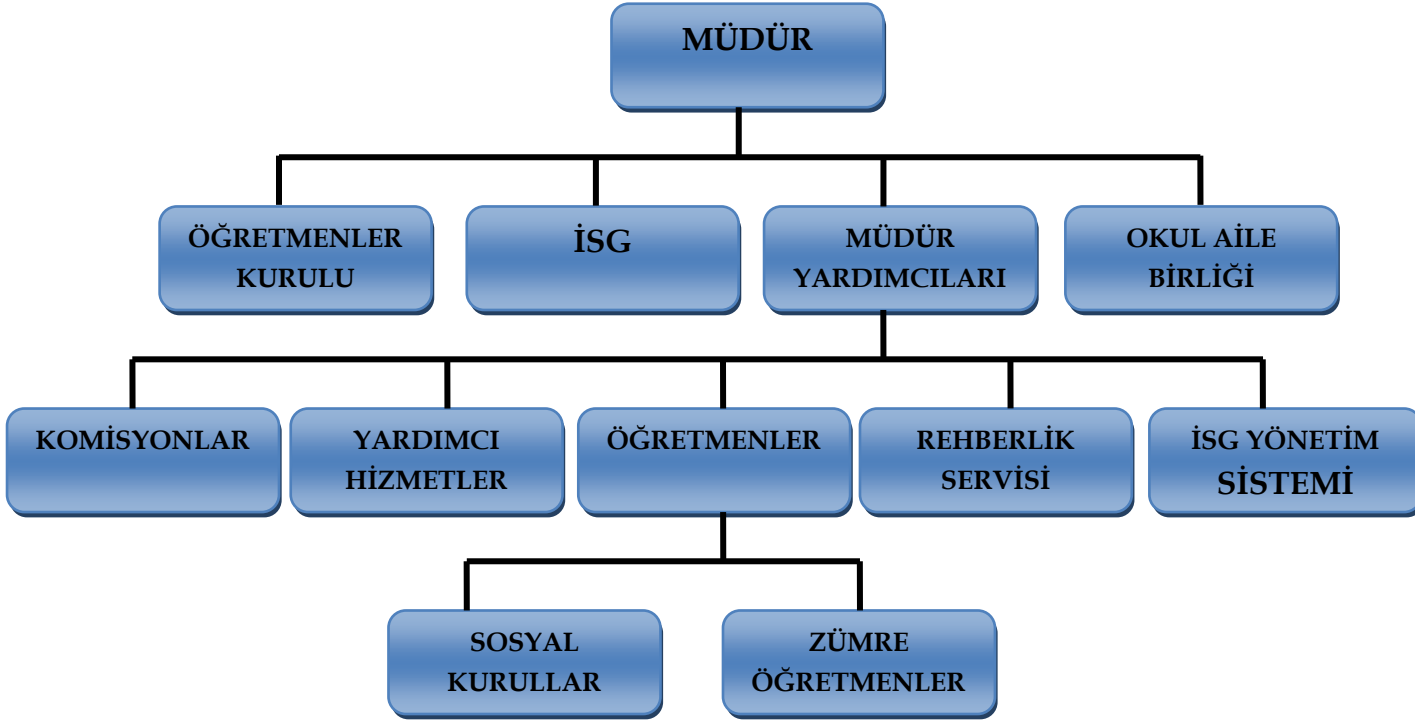 MÜDÜR
ÖĞRETMENLER
KURULU
İSG
MÜDÜR
YARDIMCILARI
OKUL AİLE
BİRLİĞİ
KOMİSYONLAR
YARDIMCI
HİZMETLER
ÖĞRETMENLER
REHBERLİK
SERVİSİ
İSG YÖNETİM
SİSTEMİ
SOSYAL
KURULLAR
ZÜMRE
ÖĞRETMENLER